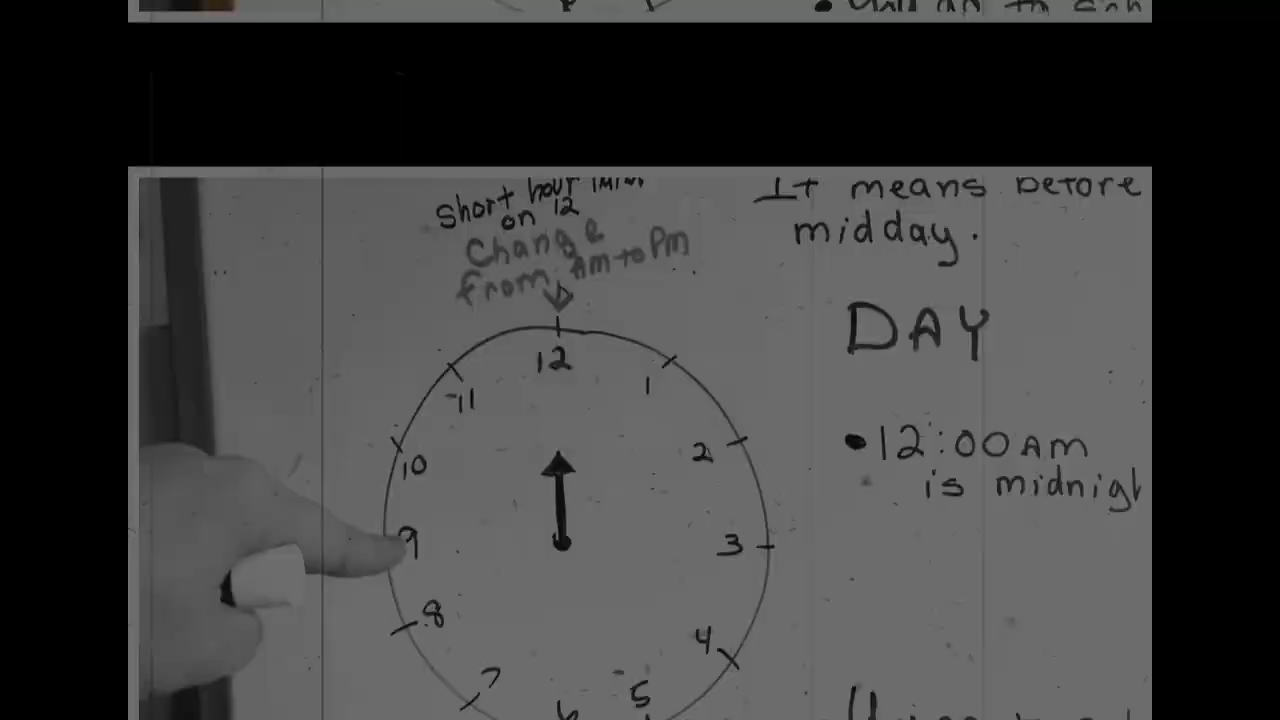 short hour
on 12
Change
from AM to PM
It means before
midday.
DAY
12
11
1
10
2
9
3
8
4
7
5
6
• 12:00 AM
is midnigh